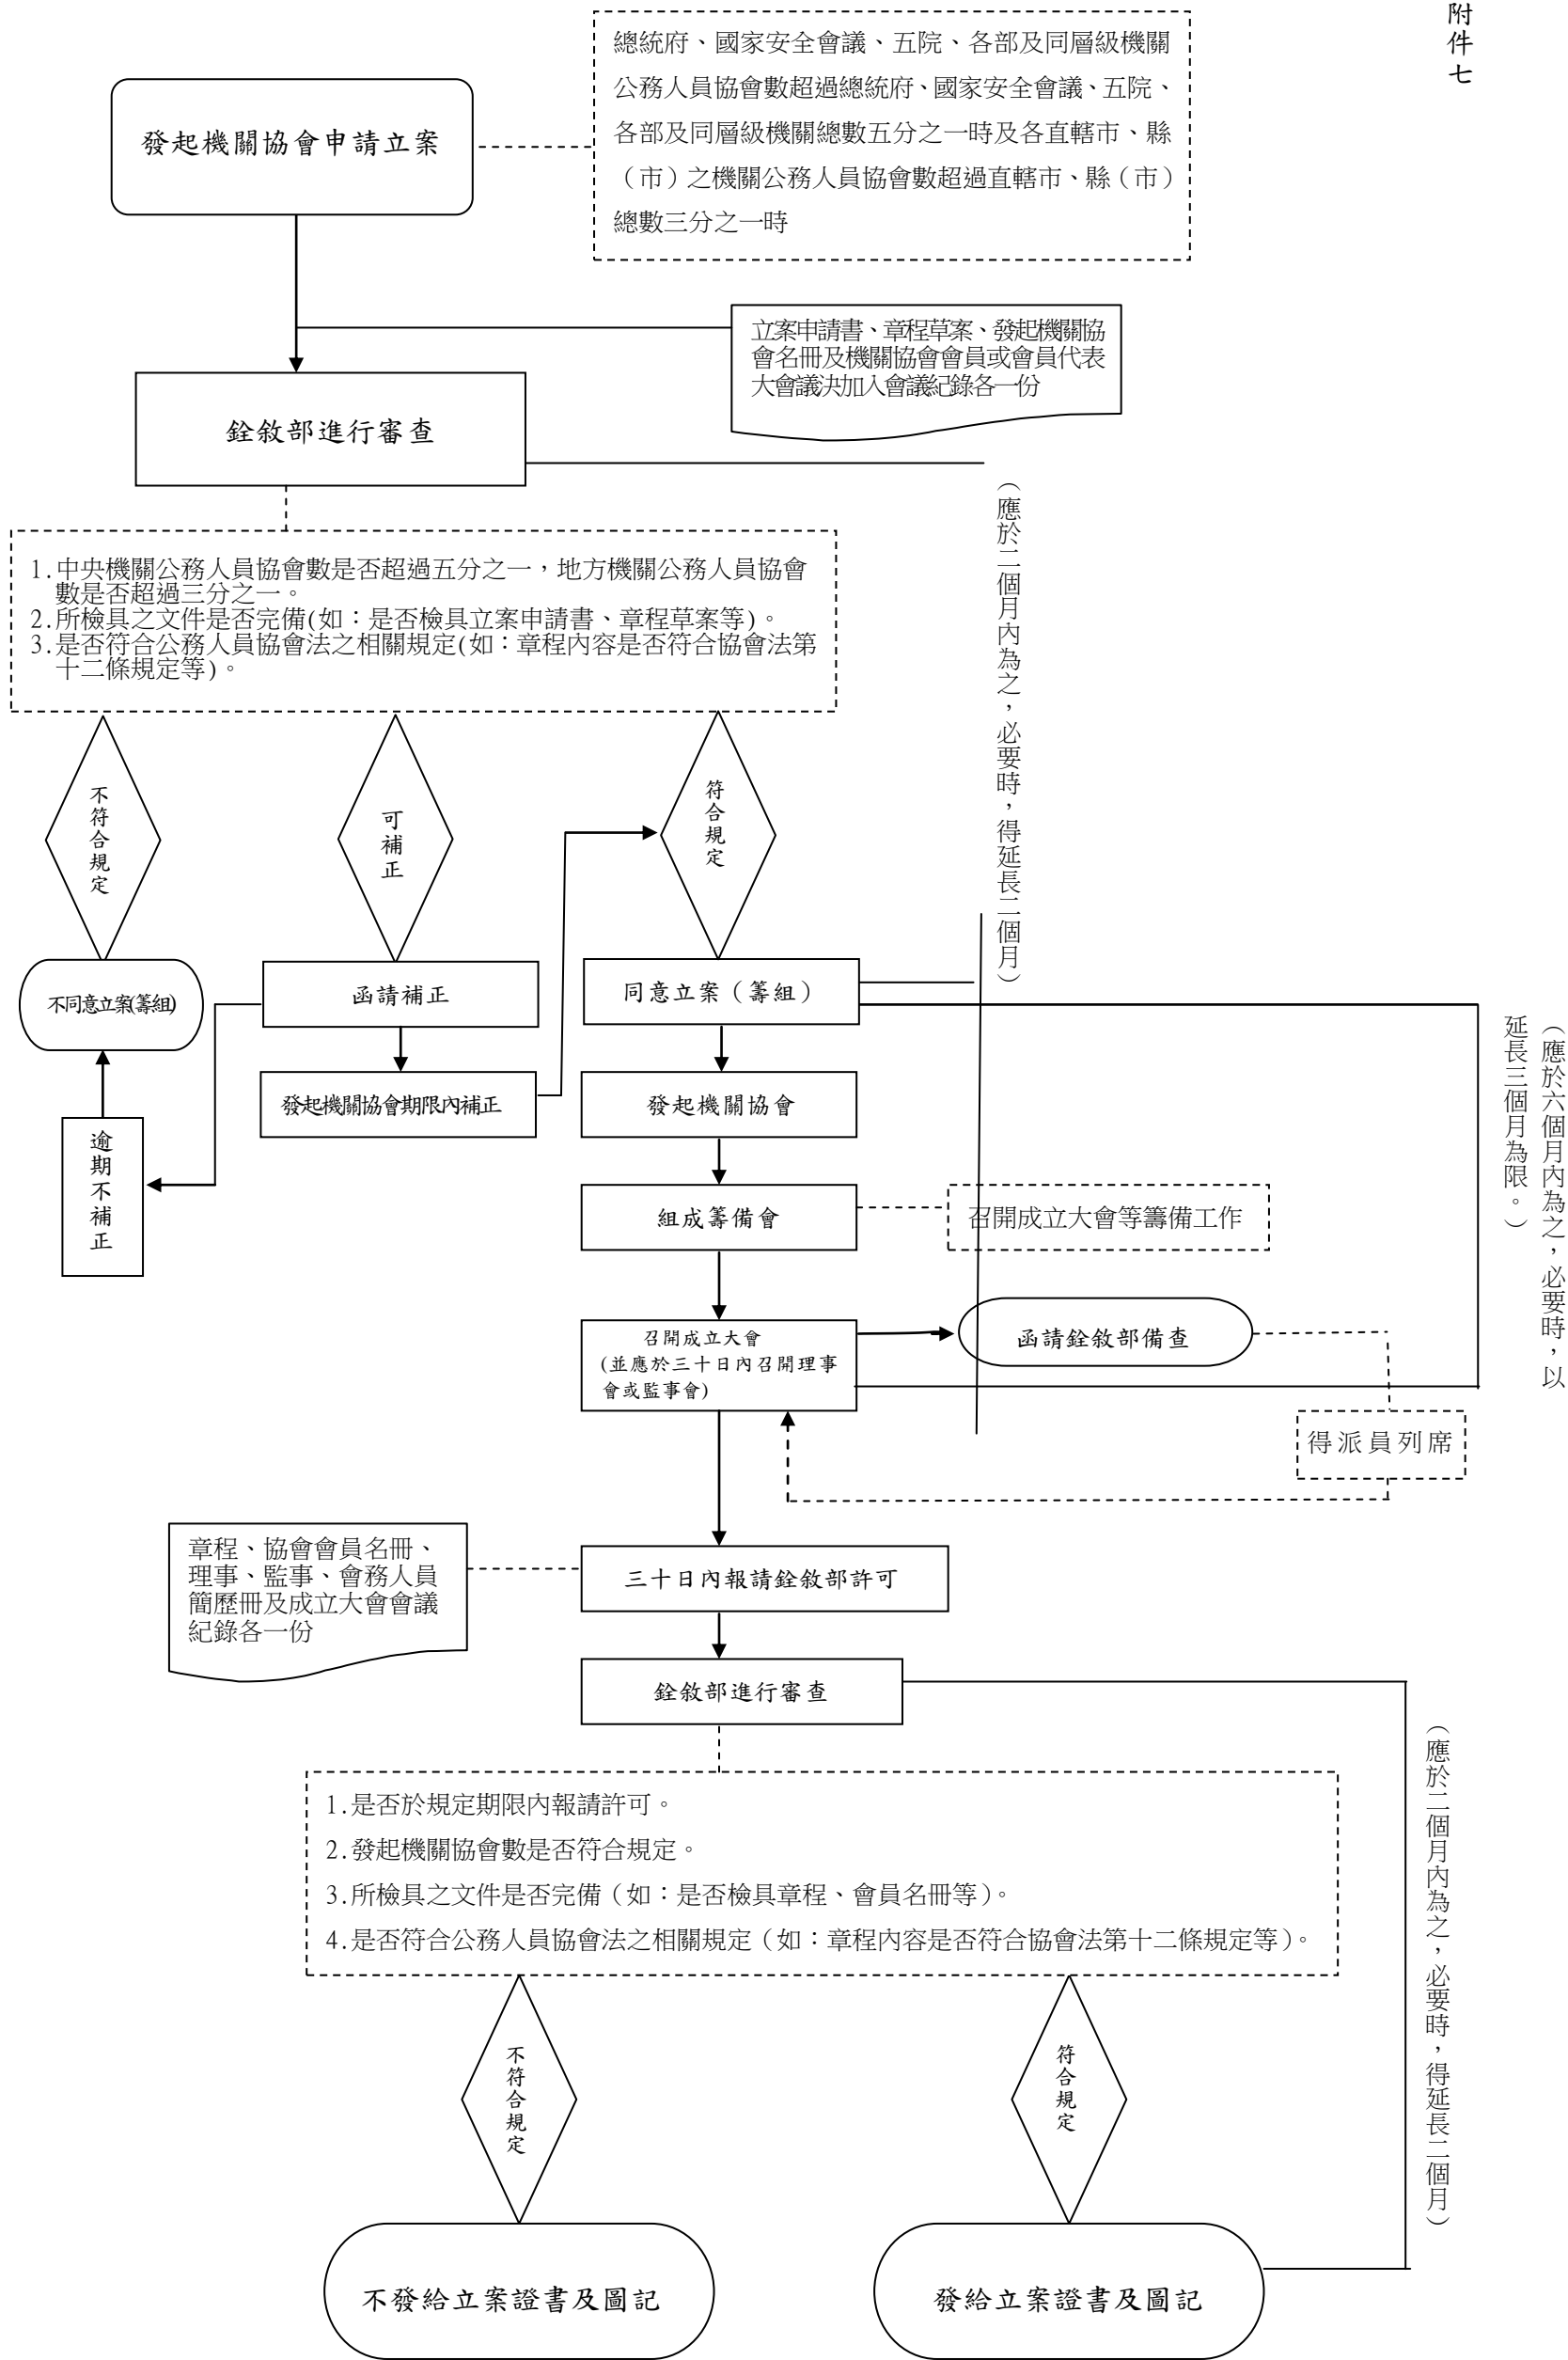 附件七
總統府、國家安全會議、五院、各部及同層級機關
公務人員協會數超過總統府、國家安全會議、五院、
各部及同層級機關總數五分之一時及各直轄市、縣
（市）之機關公務人員協會數超過直轄市、縣（市）
總數三分之一時
發起機關協會申請立案
立案申請書、章程草案、發起機關協
會名冊及機關協會會員或會員代表
大會議決加入會議紀錄各一份
銓敘部進行審查
（應於二個月內為之，必要時，得延長二個月）
1.中央機關公務人員協會數是否超過五分之一，地方機關公務人員協會
數是否超過三分之一。
2.所檢具之文件是否完備(如：是否檢具立案申請書、章程草案等)。
3.是否符合公務人員協會法之相關規定(如：章程內容是否符合協會法第
十二條規定等)。
不符合規定
可補正
符合規定
不同意立案(籌組)
函請補正
同意立案（籌組）
（應於六個月內為之，必要時，以
延長三個月為限。）
發起機關協會期限內補正
發起機關協會
逾期不補正
組成籌備會
召開成立大會等籌備工作
召開成立大會
(並應於三十日內召開理事
會或監事會)
函請銓敘部備查
得派員列席
章程、協會會員名冊、
理事、監事、會務人員
簡歷冊及成立大會會議
紀錄各一份
三十日內報請銓敘部許可
銓敘部進行審查
（應於二個月內為之，必要時，得延長二個月）
1.是否於規定期限內報請許可。
2.發起機關協會數是否符合規定。
3.所檢具之文件是否完備（如：是否檢具章程、會員名冊等）。
4.是否符合公務人員協會法之相關規定（如：章程內容是否符合協會法第十二條規定等）。
不符合規定
符合規定
不發給立案證書及圖記
發給立案證書及圖記